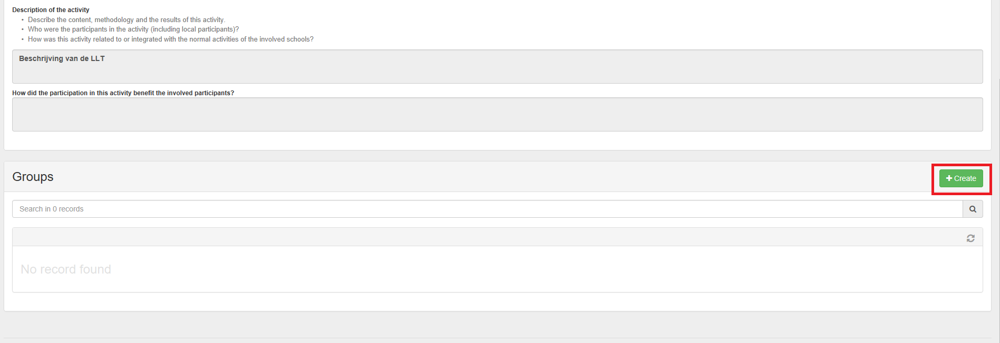 Description of the activity
• Describe the content, methodology and the results of this activity.
• Who were the participants in the activity (including local participants)?
• How was this activity related to or integrated with the normal activities of the involved schools?
Beschrijving van de LLT
How did the participation in this activity benefit the involved participants?
Groups
Create
Search in 0 records
No record found